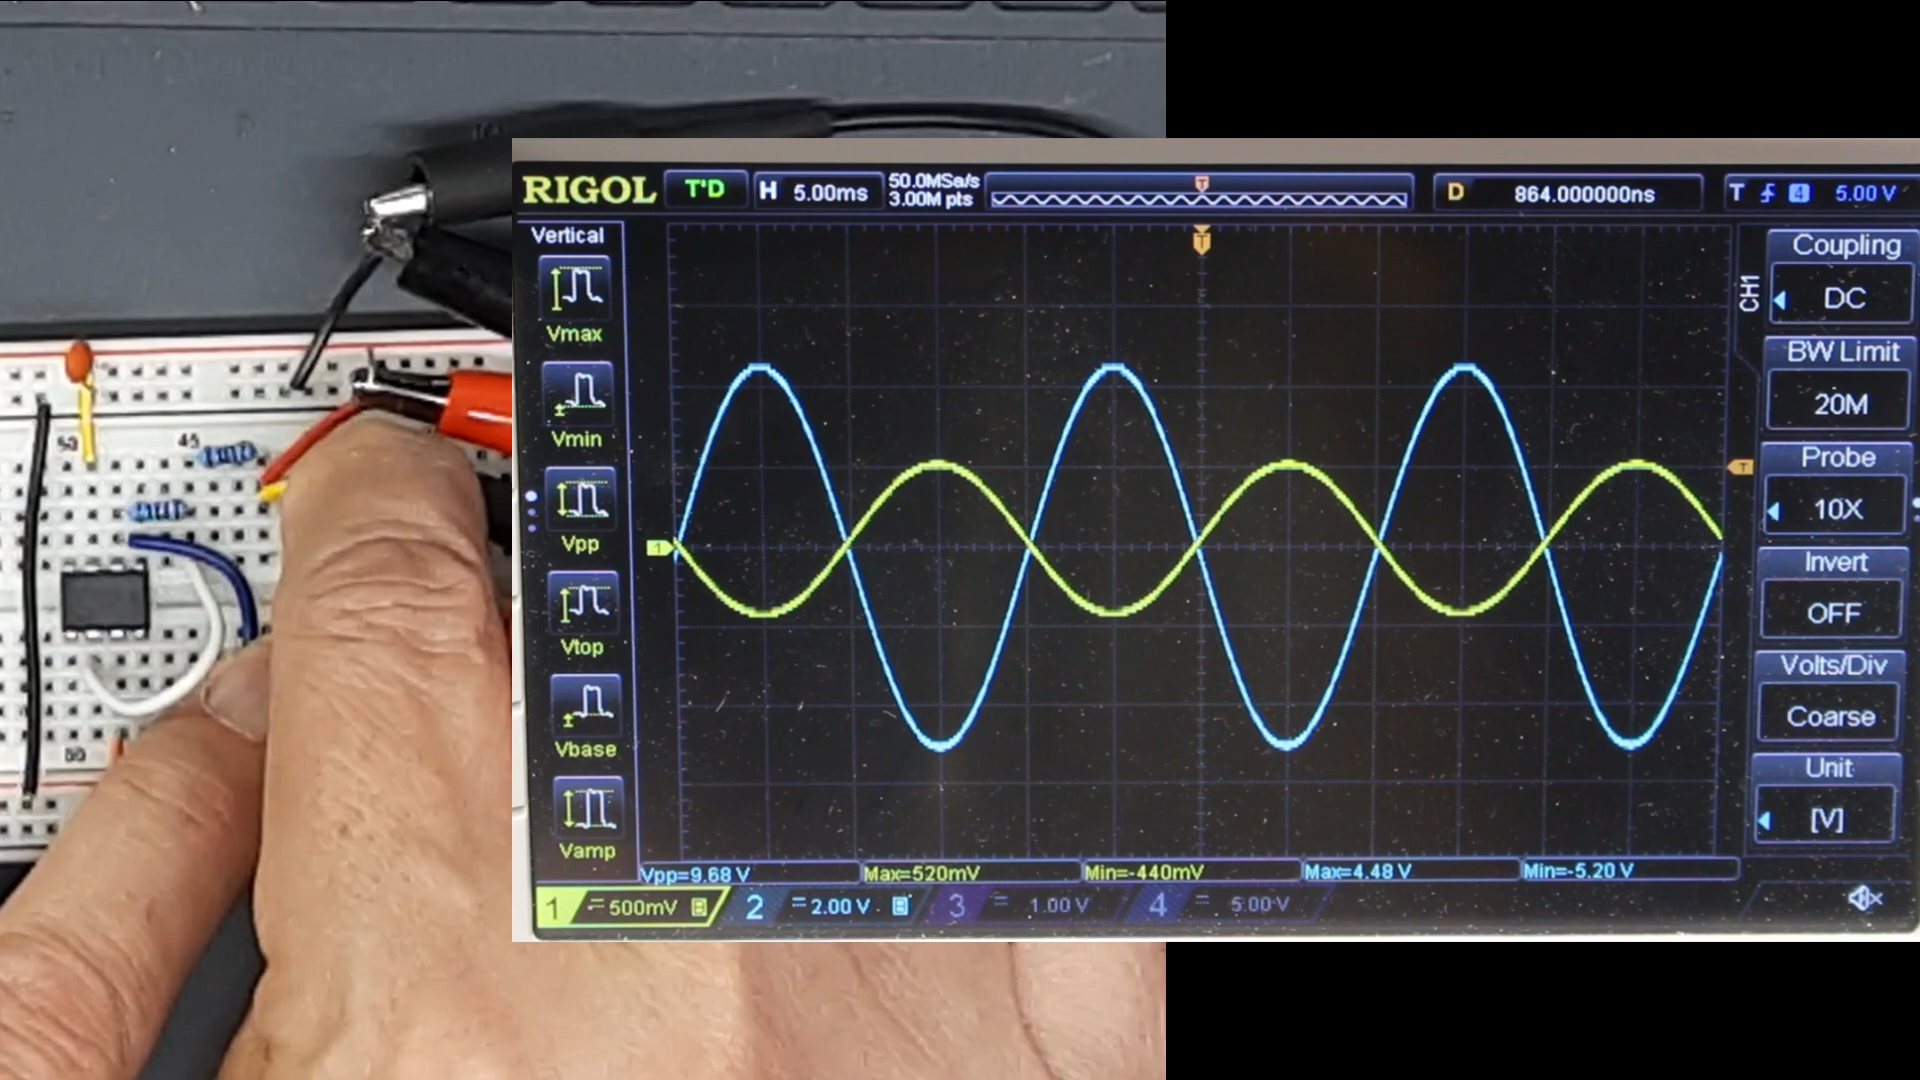 RIGOL T'D H 5.00ms 50.0MSa/s 3.00M pts D 864.000000ns T 4 5.00 V
Vertical
Vmax
Vmin
Vpp
Vtop
Vbase
Vamp
T
T
1
CH1
Coupling
DC
BW Limit
20M
Probe
10X
Invert
OFF
Volts/Div
Coarse
Unit
[V]
Vpp=9.68 V Max=520mV Min=-440mV Max=4.48 V Min=-5.20 V
1 500mV B 2 2.00 V B 3 1.00 V 4 5.00 V
45